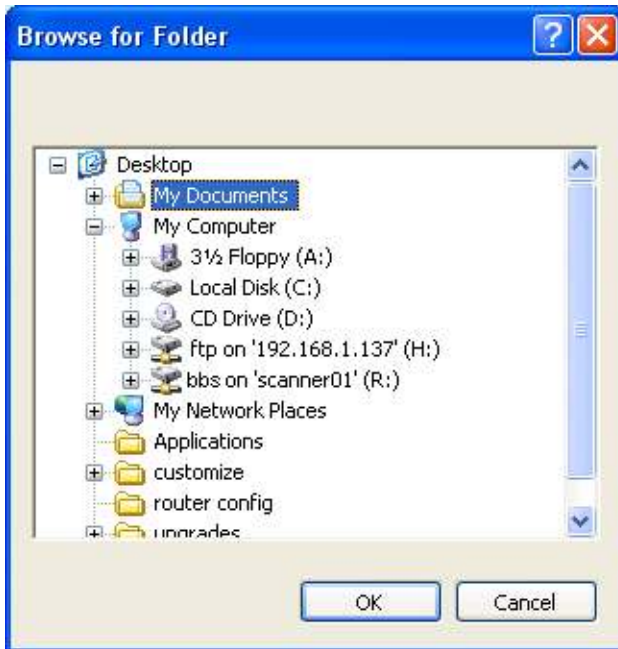 Browse for Folder
Desktop
My Documents
My Computer
3½ Floppy (A:)
Local Disk (C:)
CD Drive (D:)
ftp on '192.168.1.137' (H:)
bbs on 'scanner01' (R:)
My Network Places
Applications
customize
router config
upgrades
OK Cancel